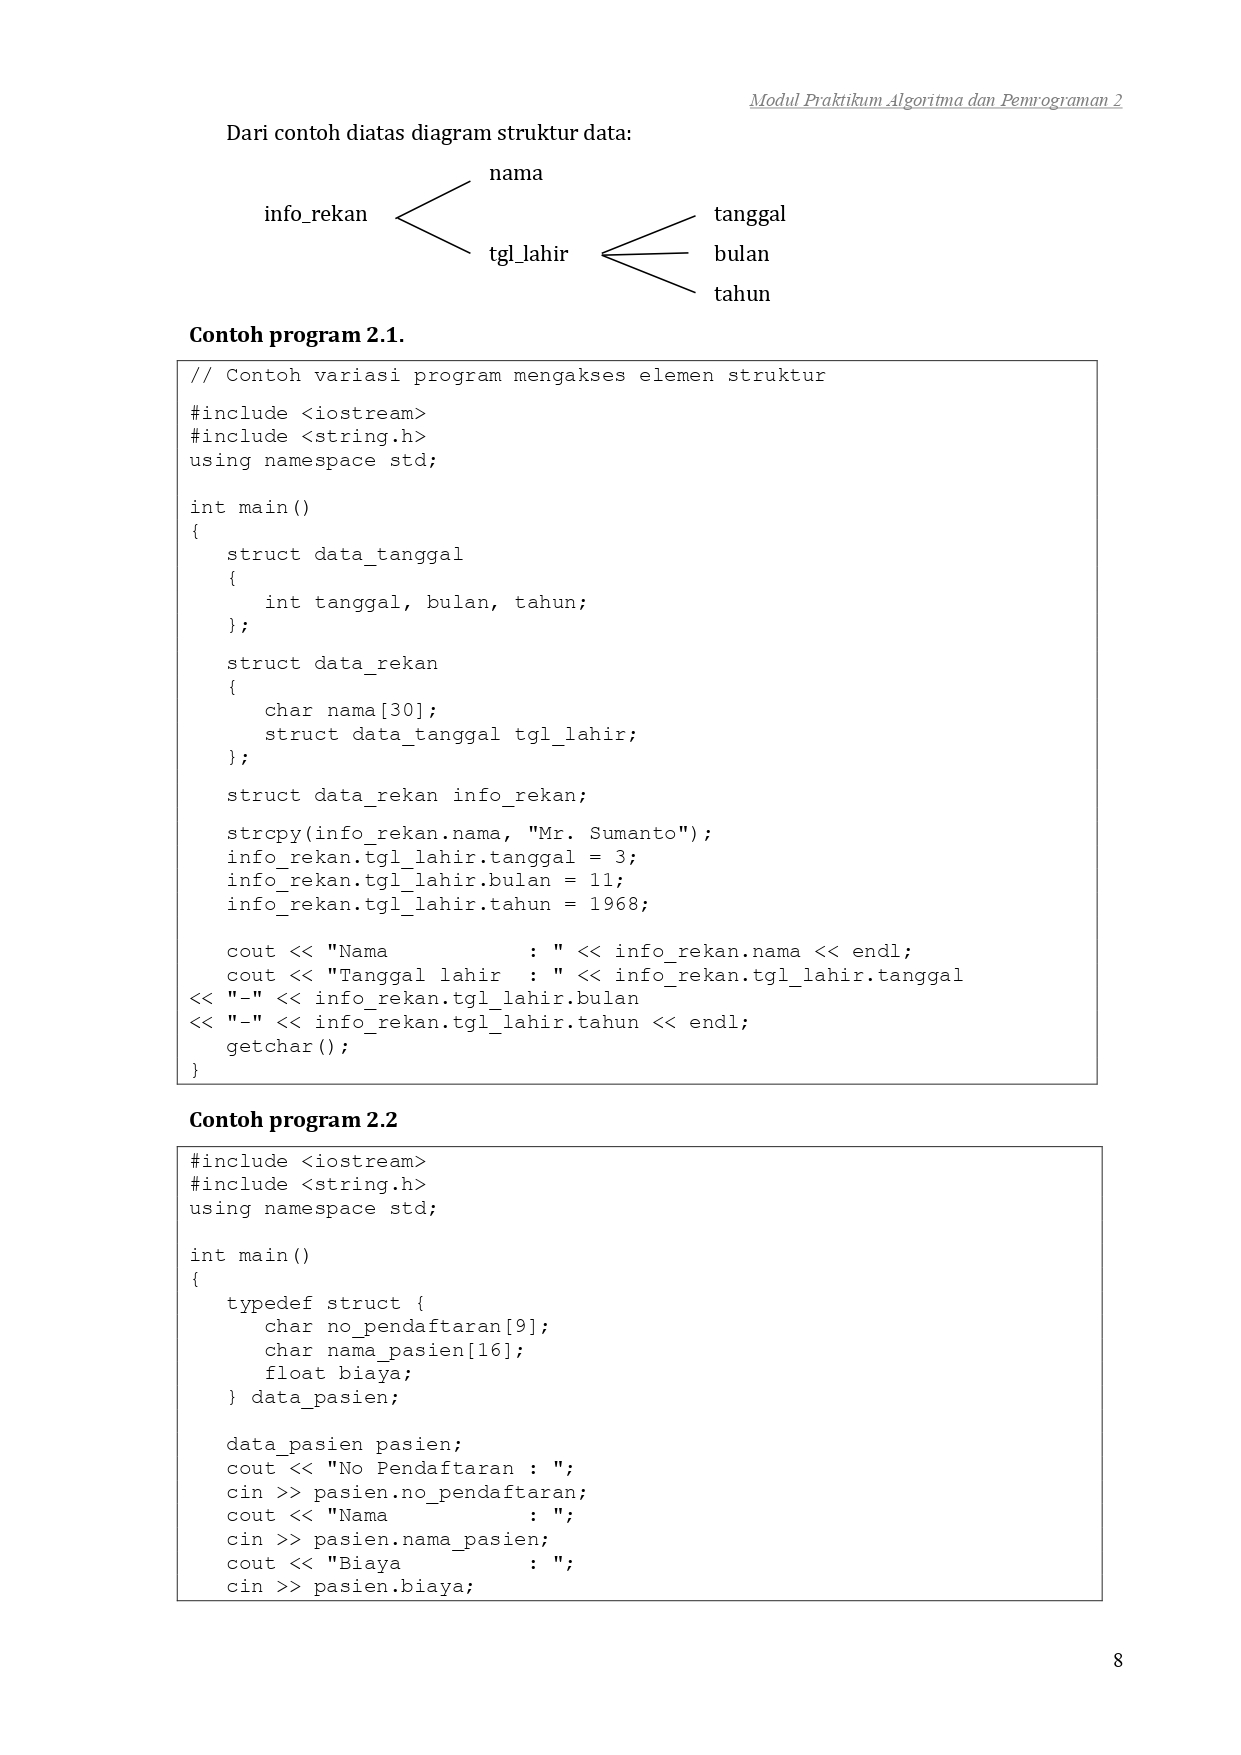 Modul Praktikum Algoritma dan Pemrograman 2
Dari contoh diatas diagram struktur data:
nama
info_rekan
tanggal
tgl_lahir
bulan
tahun
Contoh program 2.1.
// Contoh variasi program mengakses elemen struktur
#include <iostream>
#include <string.h>
using namespace std;
int main()
{
   struct data_tanggal
   {
      int tanggal, bulan, tahun;
   };
   struct data_rekan
   {
      char nama[30];
      struct data_tanggal tgl_lahir;
   };
   struct data_rekan info_rekan;
   strcpy(info_rekan.nama, "Mr. Sumanto");
   info_rekan.tgl_lahir.tanggal = 3;
   info_rekan.tgl_lahir.bulan = 11;
   info_rekan.tgl_lahir.tahun = 1968;
   cout << "Nama           : " << info_rekan.nama << endl;
   cout << "Tanggal lahir  : " << info_rekan.tgl_lahir.tanggal
<< "-" << info_rekan.tgl_lahir.bulan
<< "-" << info_rekan.tgl_lahir.tahun << endl;
   getchar();
}
Contoh program 2.2
#include <iostream>
#include <string.h>
using namespace std;
int main()
{
   typedef struct {
      char no_pendaftaran[9];
      char nama_pasien[16];
      float biaya;
   } data_pasien;
   data_pasien pasien;
   cout << "No Pendaftaran : ";
   cin >> pasien.no_pendaftaran;
   cout << "Nama           : ";
   cin >> pasien.nama_pasien;
   cout << "Biaya          : ";
   cin >> pasien.biaya;
8